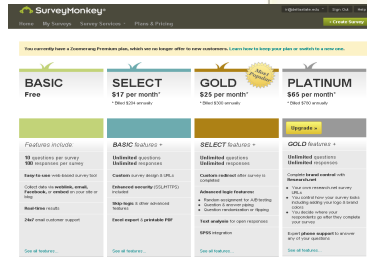 SurveyMonkey
Sign Out Help
Home My Surveys Survey Services Plans & Pricing
+ Create Survey
You currently have a Zoomerang Premium plan, which we no longer offer to new customers. Learn how to keep your plan or switch to a new one.
BASIC
Free
SELECT
$17 per month*
* Billed $204 annually
GOLD
$25 per month*
* Billed $300 annually
Most Popular
PLATINUM
$65 per month*
* Billed $780 annually
Upgrade »
Features include:
10 questions per survey
100 responses per survey
Easy-to-use web-based survey tool
Collect data via weblink, email,
Facebook, or embed on your site or
blog
Real-time results
24x7 email customer support
See all features...
BASIC features +
Unlimited questions
Unlimited responses
Custom survey design & URLs
Enhanced security (SSL/HTTPS)
included
Skip-logic & other advanced
features
Excel export & printable PDF
See all features...
SELECT features +
Unlimited questions
Unlimited responses
Custom redirect after survey is
completed
Advanced logic features:
Random assignment for A/B testing
Question & answer piping
Question randomization or flipping
Text analysis for open responses
SPSS integration
See all features...
GOLD features +
Unlimited questions
Unlimited responses
Complete brand control with
Research.net
Your own research.net survey
URLs
You control how your survey looks
including adding your logo & brand
colors
You decide where your
respondents go after they complete
your survey
Expert phone support to answer
any of your questions
See all features...